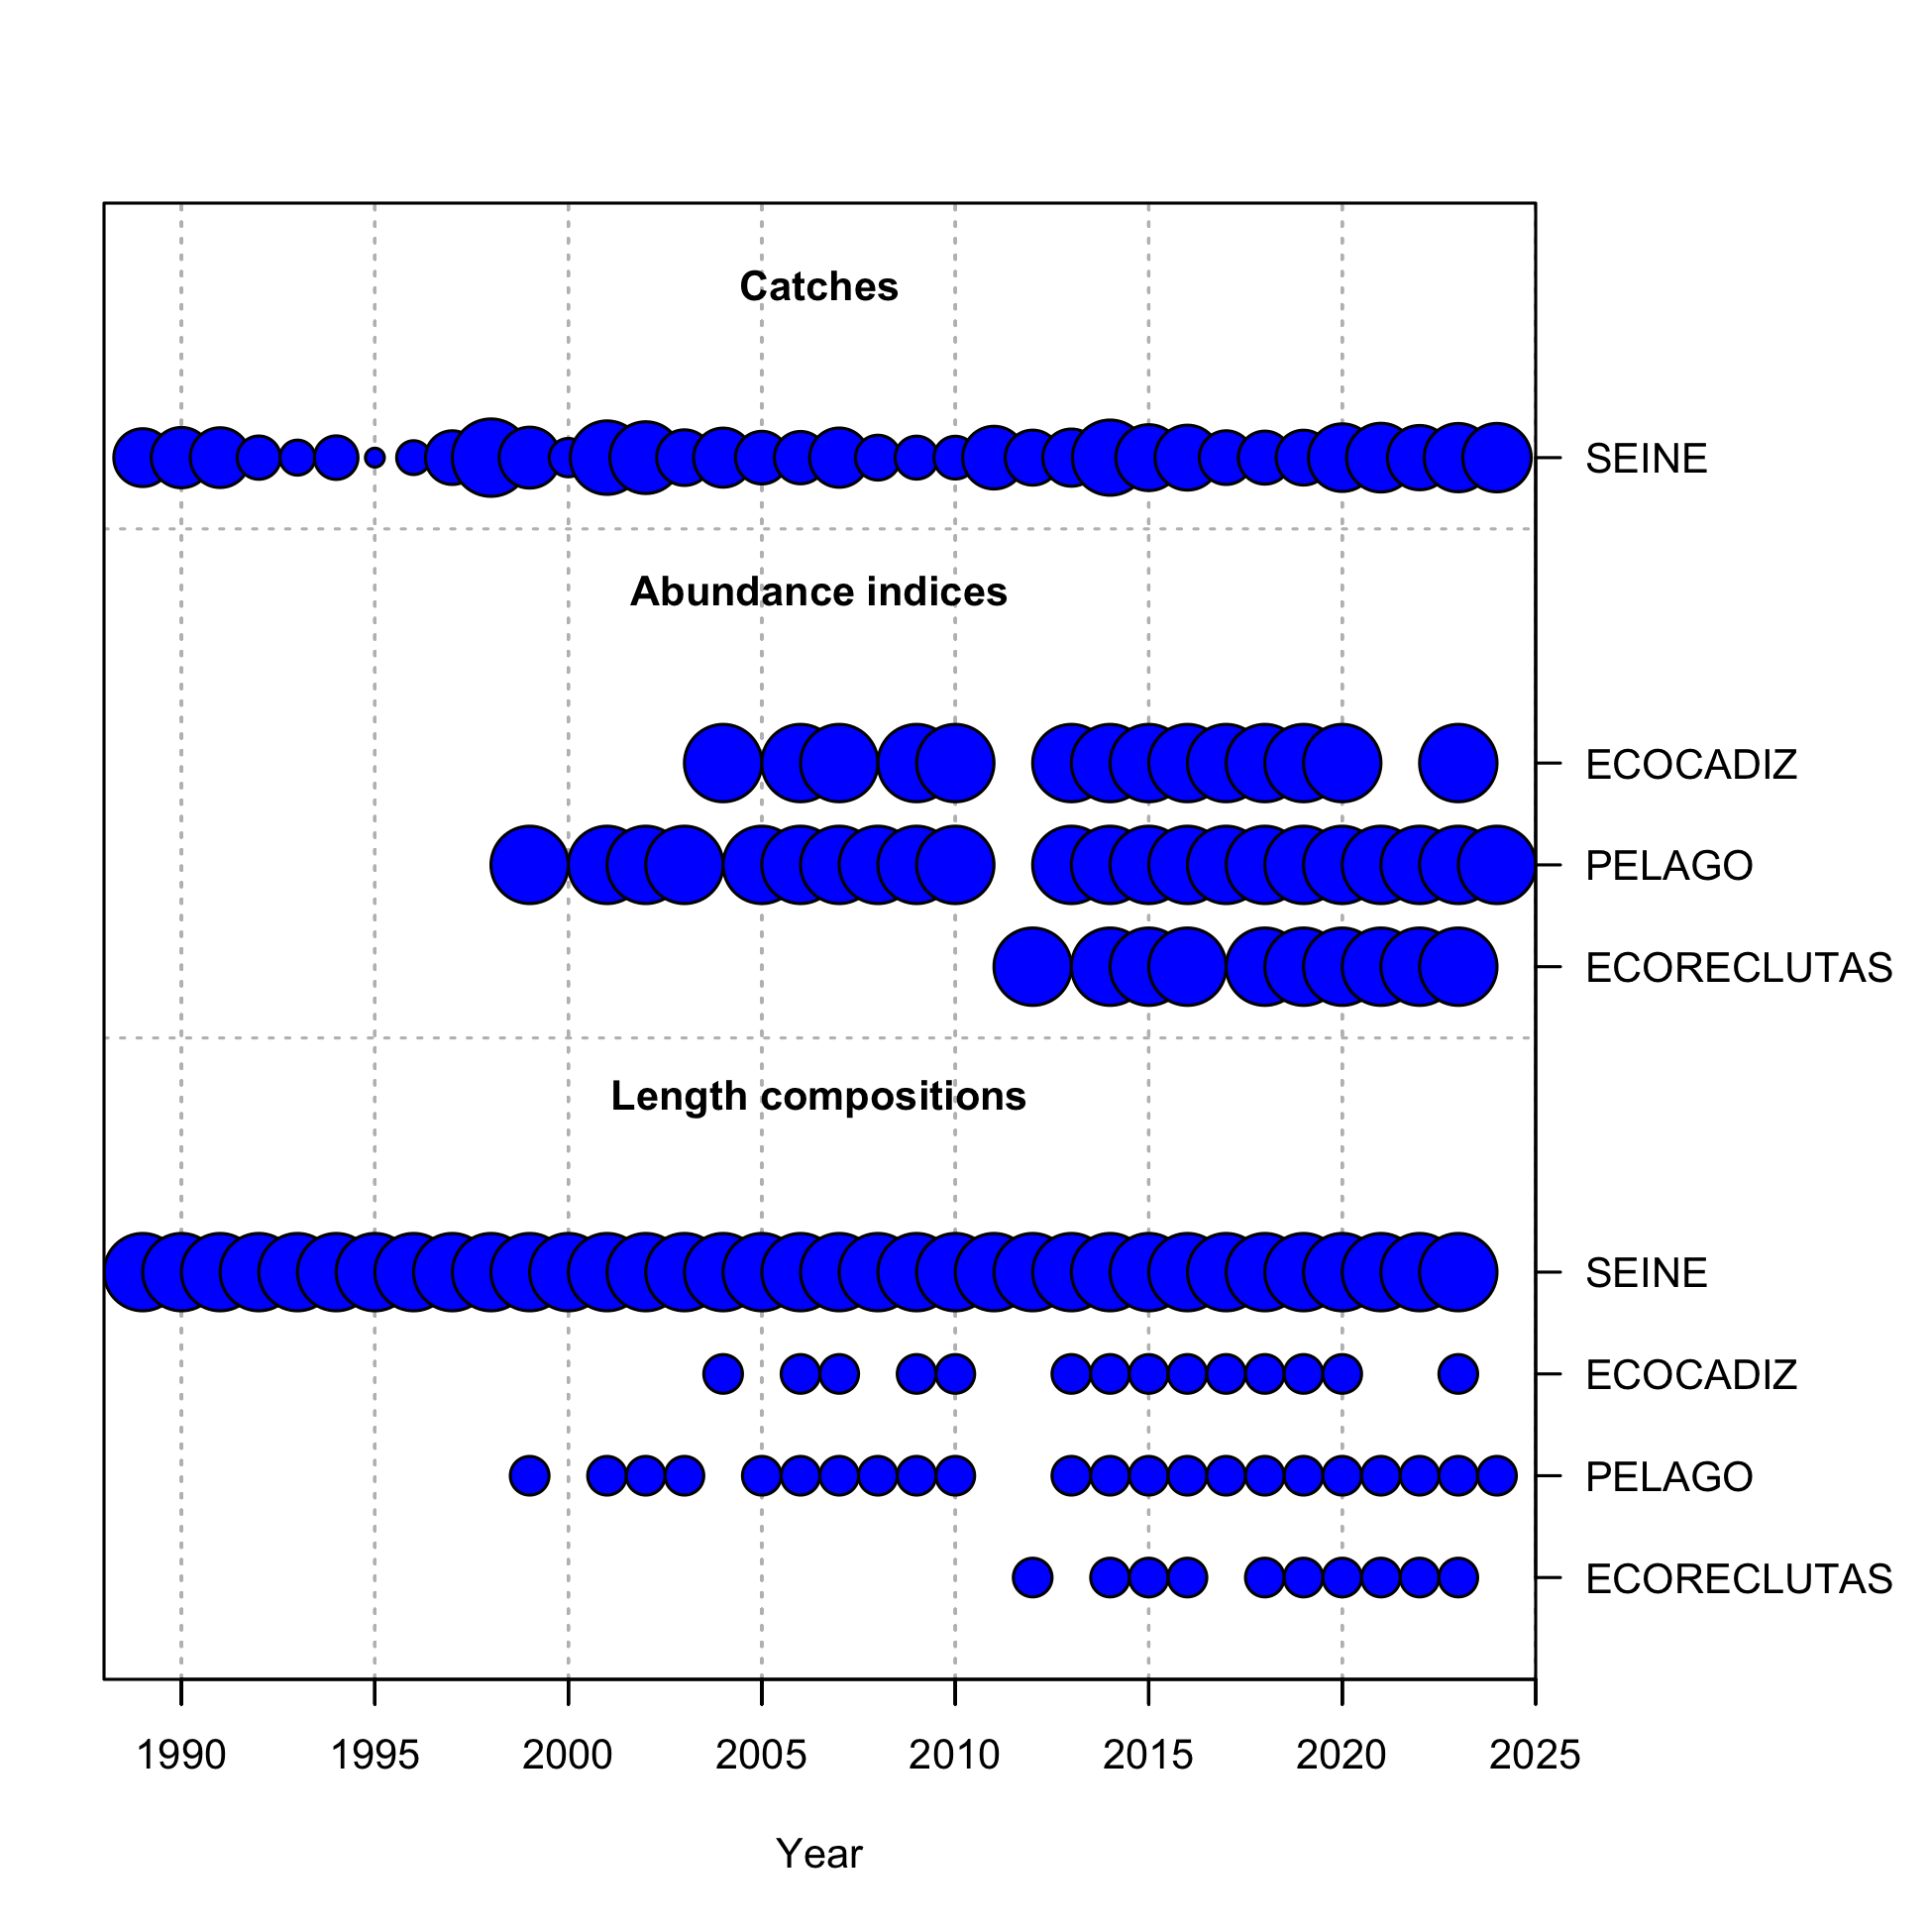 Catches
SEINE
Abundance indices
ECOCADIZ
PELAGO
ECORECLUTAS
Length compositions
SEINE
ECOCADIZ
PELAGO
ECORECLUTAS
1990 1995 2000 2005 2010 2015 2020 2025
Year